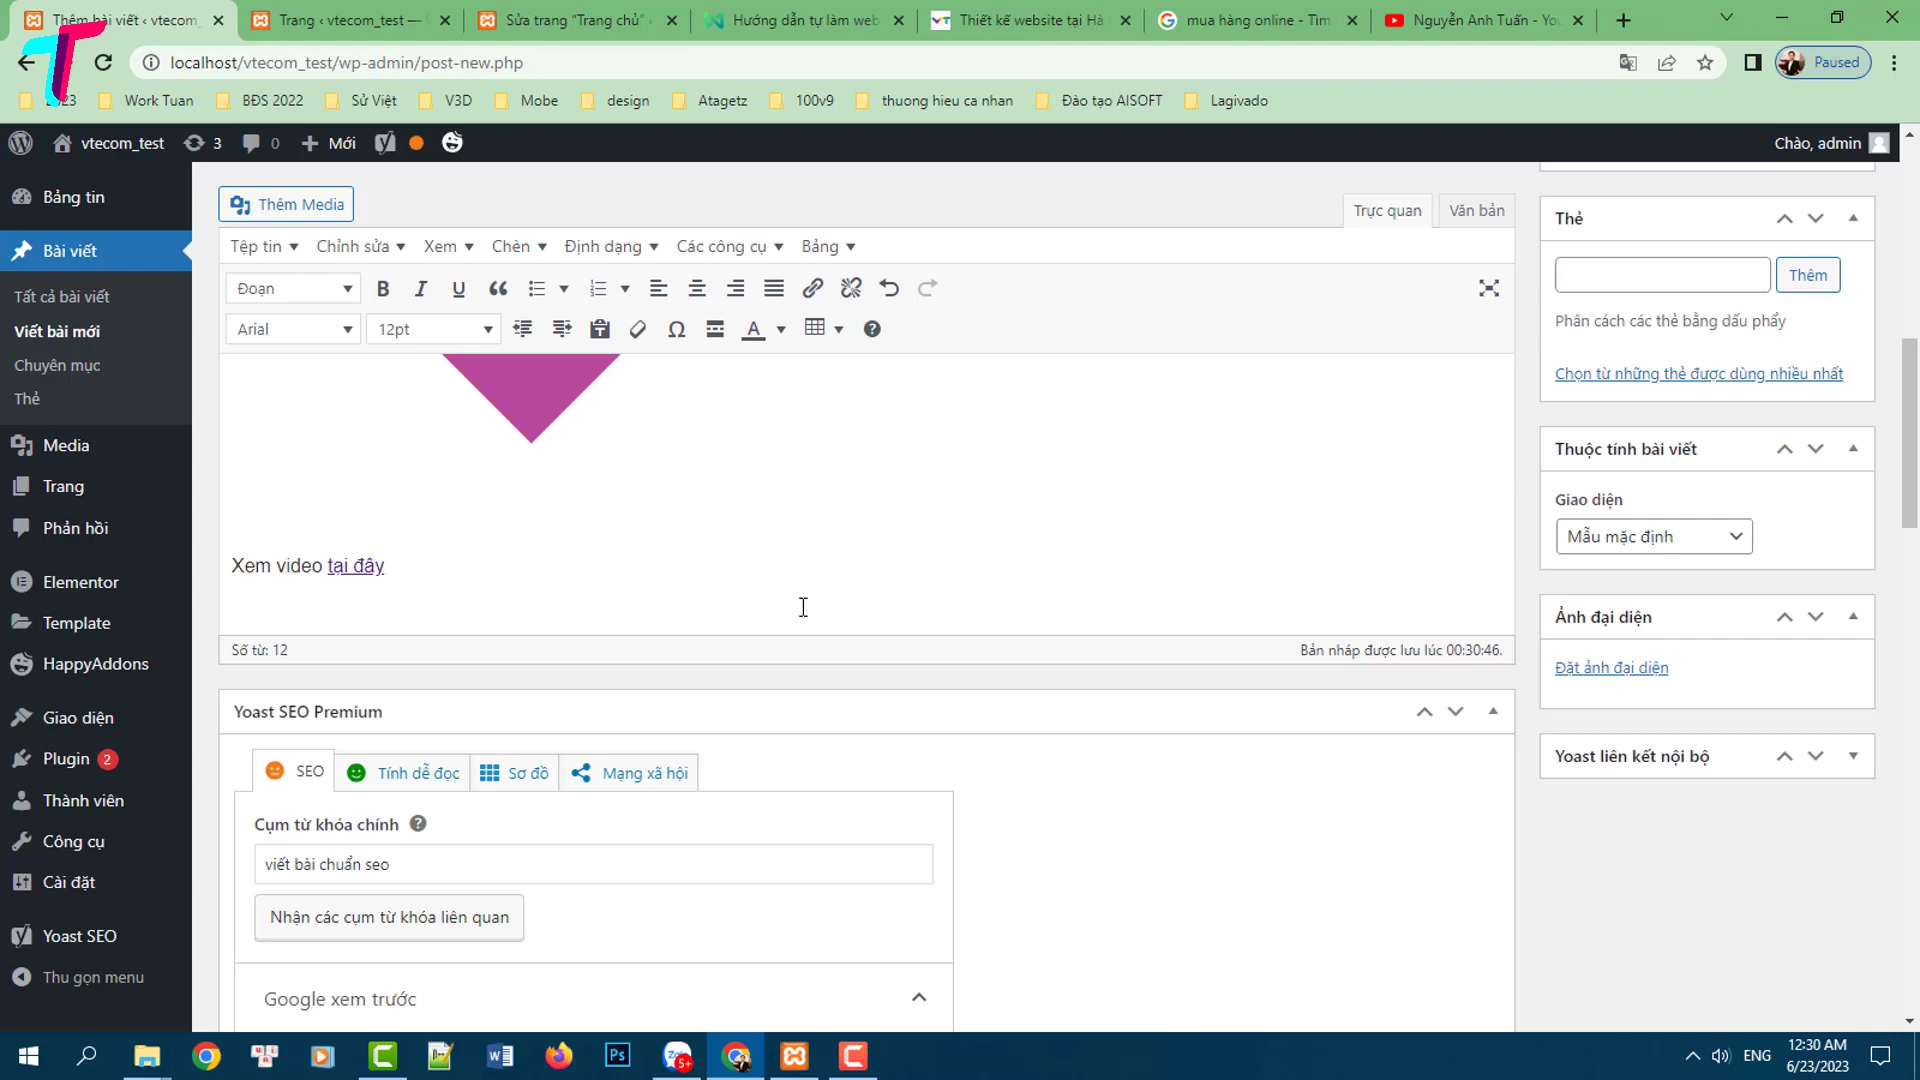 Thêm bài viết ‹ vtecom_
Trang ‹ vtecom_test — W
Sửa trang “Trang chủ” ‹
Hướng dẫn tự làm web
Thiết kế website tại Hà
mua hàng online - Tìm
Nguyễn Anh Tuấn - You
localhost/vtecom_test/wp-admin/post-new.php
Paused
2023
Work Tuan
BĐS 2022
Sử Việt
V3D
Mobe
design
Atagetz
100v9
thuong hieu ca nhan
Đào tạo AISOFT
Lagivado
vtecom_test
3
0
Mới
Chào, admin
Bảng tin
Bài viết
Tất cả bài viết
Viết bài mới
Chuyên mục
Thẻ
Media
Trang
Phản hồi
Elementor
Template
HappyAddons
Giao diện
Plugin 2
Thành viên
Công cụ
Cài đặt
Yoast SEO
Thu gọn menu
Thêm Media
Trực quan
Văn bản
Tệp tin
Chỉnh sửa
Xem
Chèn
Định dạng
Các công cụ
Bảng
Đoạn
Arial
12pt
Xem video tại đây
Số từ: 12
Bản nháp được lưu lúc 00:30:46.
Yoast SEO Premium
SEO
Tính dễ đọc
Sơ đồ
Mạng xã hội
Cụm từ khóa chính
viết bài chuẩn seo
Nhận các cụm từ khóa liên quan
Google xem trước
Thẻ
Thêm
Phân cách các thẻ bằng dấu phẩy
Chọn từ những thẻ được dùng nhiều nhất
Thuộc tính bài viết
Giao diện
Mẫu mặc định
Ảnh đại diện
Đặt ảnh đại diện
Yoast liên kết nội bộ
ENG
12:30 AM
6/23/2023